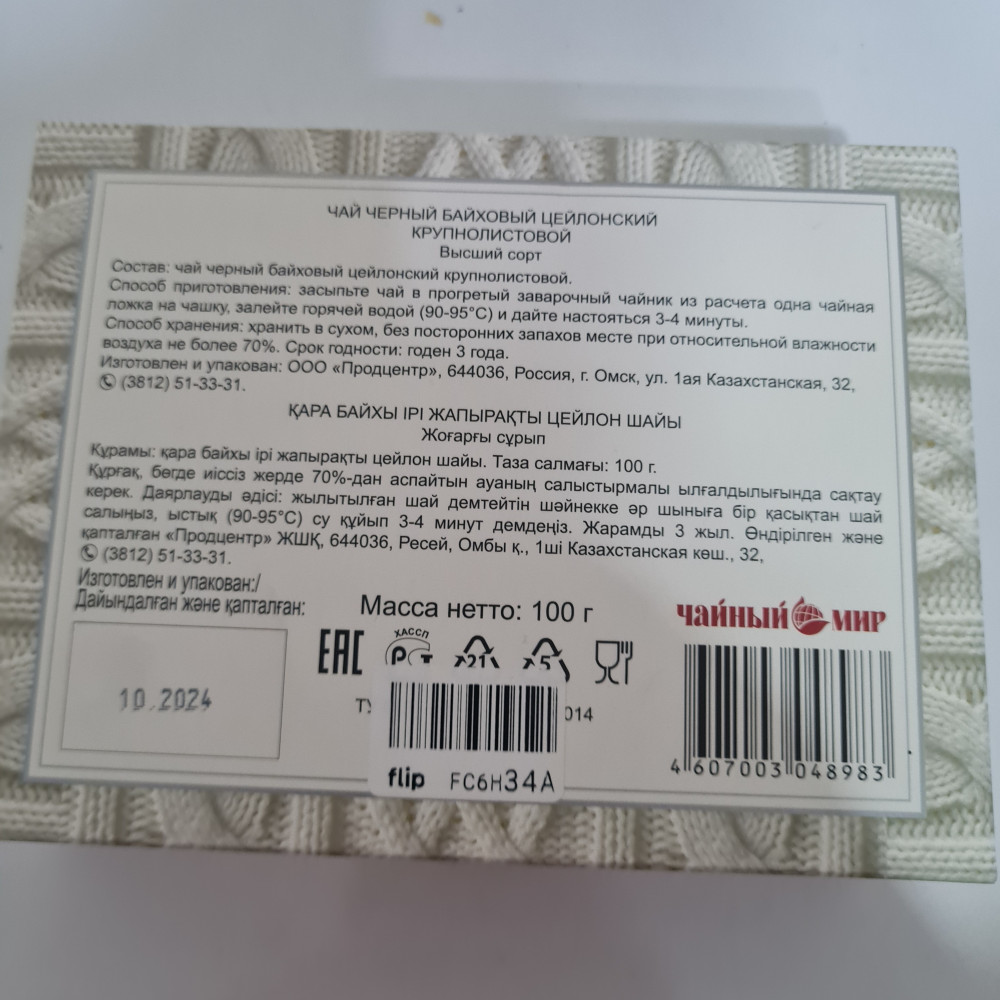 ЧАЙ ЧЕРНЫЙ БАЙХОВЫЙ ЦЕЙЛОНСКИЙ
КРУПНОЛИСТОВОЙ
Высший сорт
Состав: чай черный байховый цейлонский крупнолистовой.
Способ приготовления: засыпьте чай в прогретый заварочный чайник из расчета одна чайная
ложка на чашку, залейте горячей водой (90-95°С) и дайте настояться 3-4 минуты.
Способ хранения: хранить в сухом, без посторонних запахов месте при относительной влажности
воздуха не более 70%. Срок годности: годен 3 года.
Изготовлен и упакован: ООО «Продцентр», 644036, Россия, г. Омск, ул. 1ая Казахстанская, 32,
(3812) 51-33-31.
ҚАРА БАЙХЫ ІРІ ЖАПЫРАҚТЫ ЦЕЙЛОН ШАЙЫ
Жоғарғы сұрып
Құрамы: қара байхы ірі жапырақты цейлон шайы. Таза салмағы: 100 г.
Құрғақ, бөгде иіссіз жерде 70%-дан аспайтын ауаның салыстырмалы ылғалдылығында сақтау
керек. Даярлауды әдісі: жылытылған шай демтейтін шәйнекке әр шыныға бір қасықтан шай
салыңыз, ыстық (90-95°С) су құйып 3-4 минут демдеңіз. Жарамды 3 жыл. Өндірілген және
қапталған «Продцентр» ЖШҚ, 644036, Ресей, Омбы қ., 1ші Казахстанская көш., 32,
(3812) 51-33-31.
Изготовлен и упакован:/
Дайындалған және қапталған:
Масса нетто: 100 г
ЧАЙНЫЙ МИР
10.2024
EAC
ХАССП
РСТ
21
5
ТУ
014
flip FC6H34A
4 607003 048983